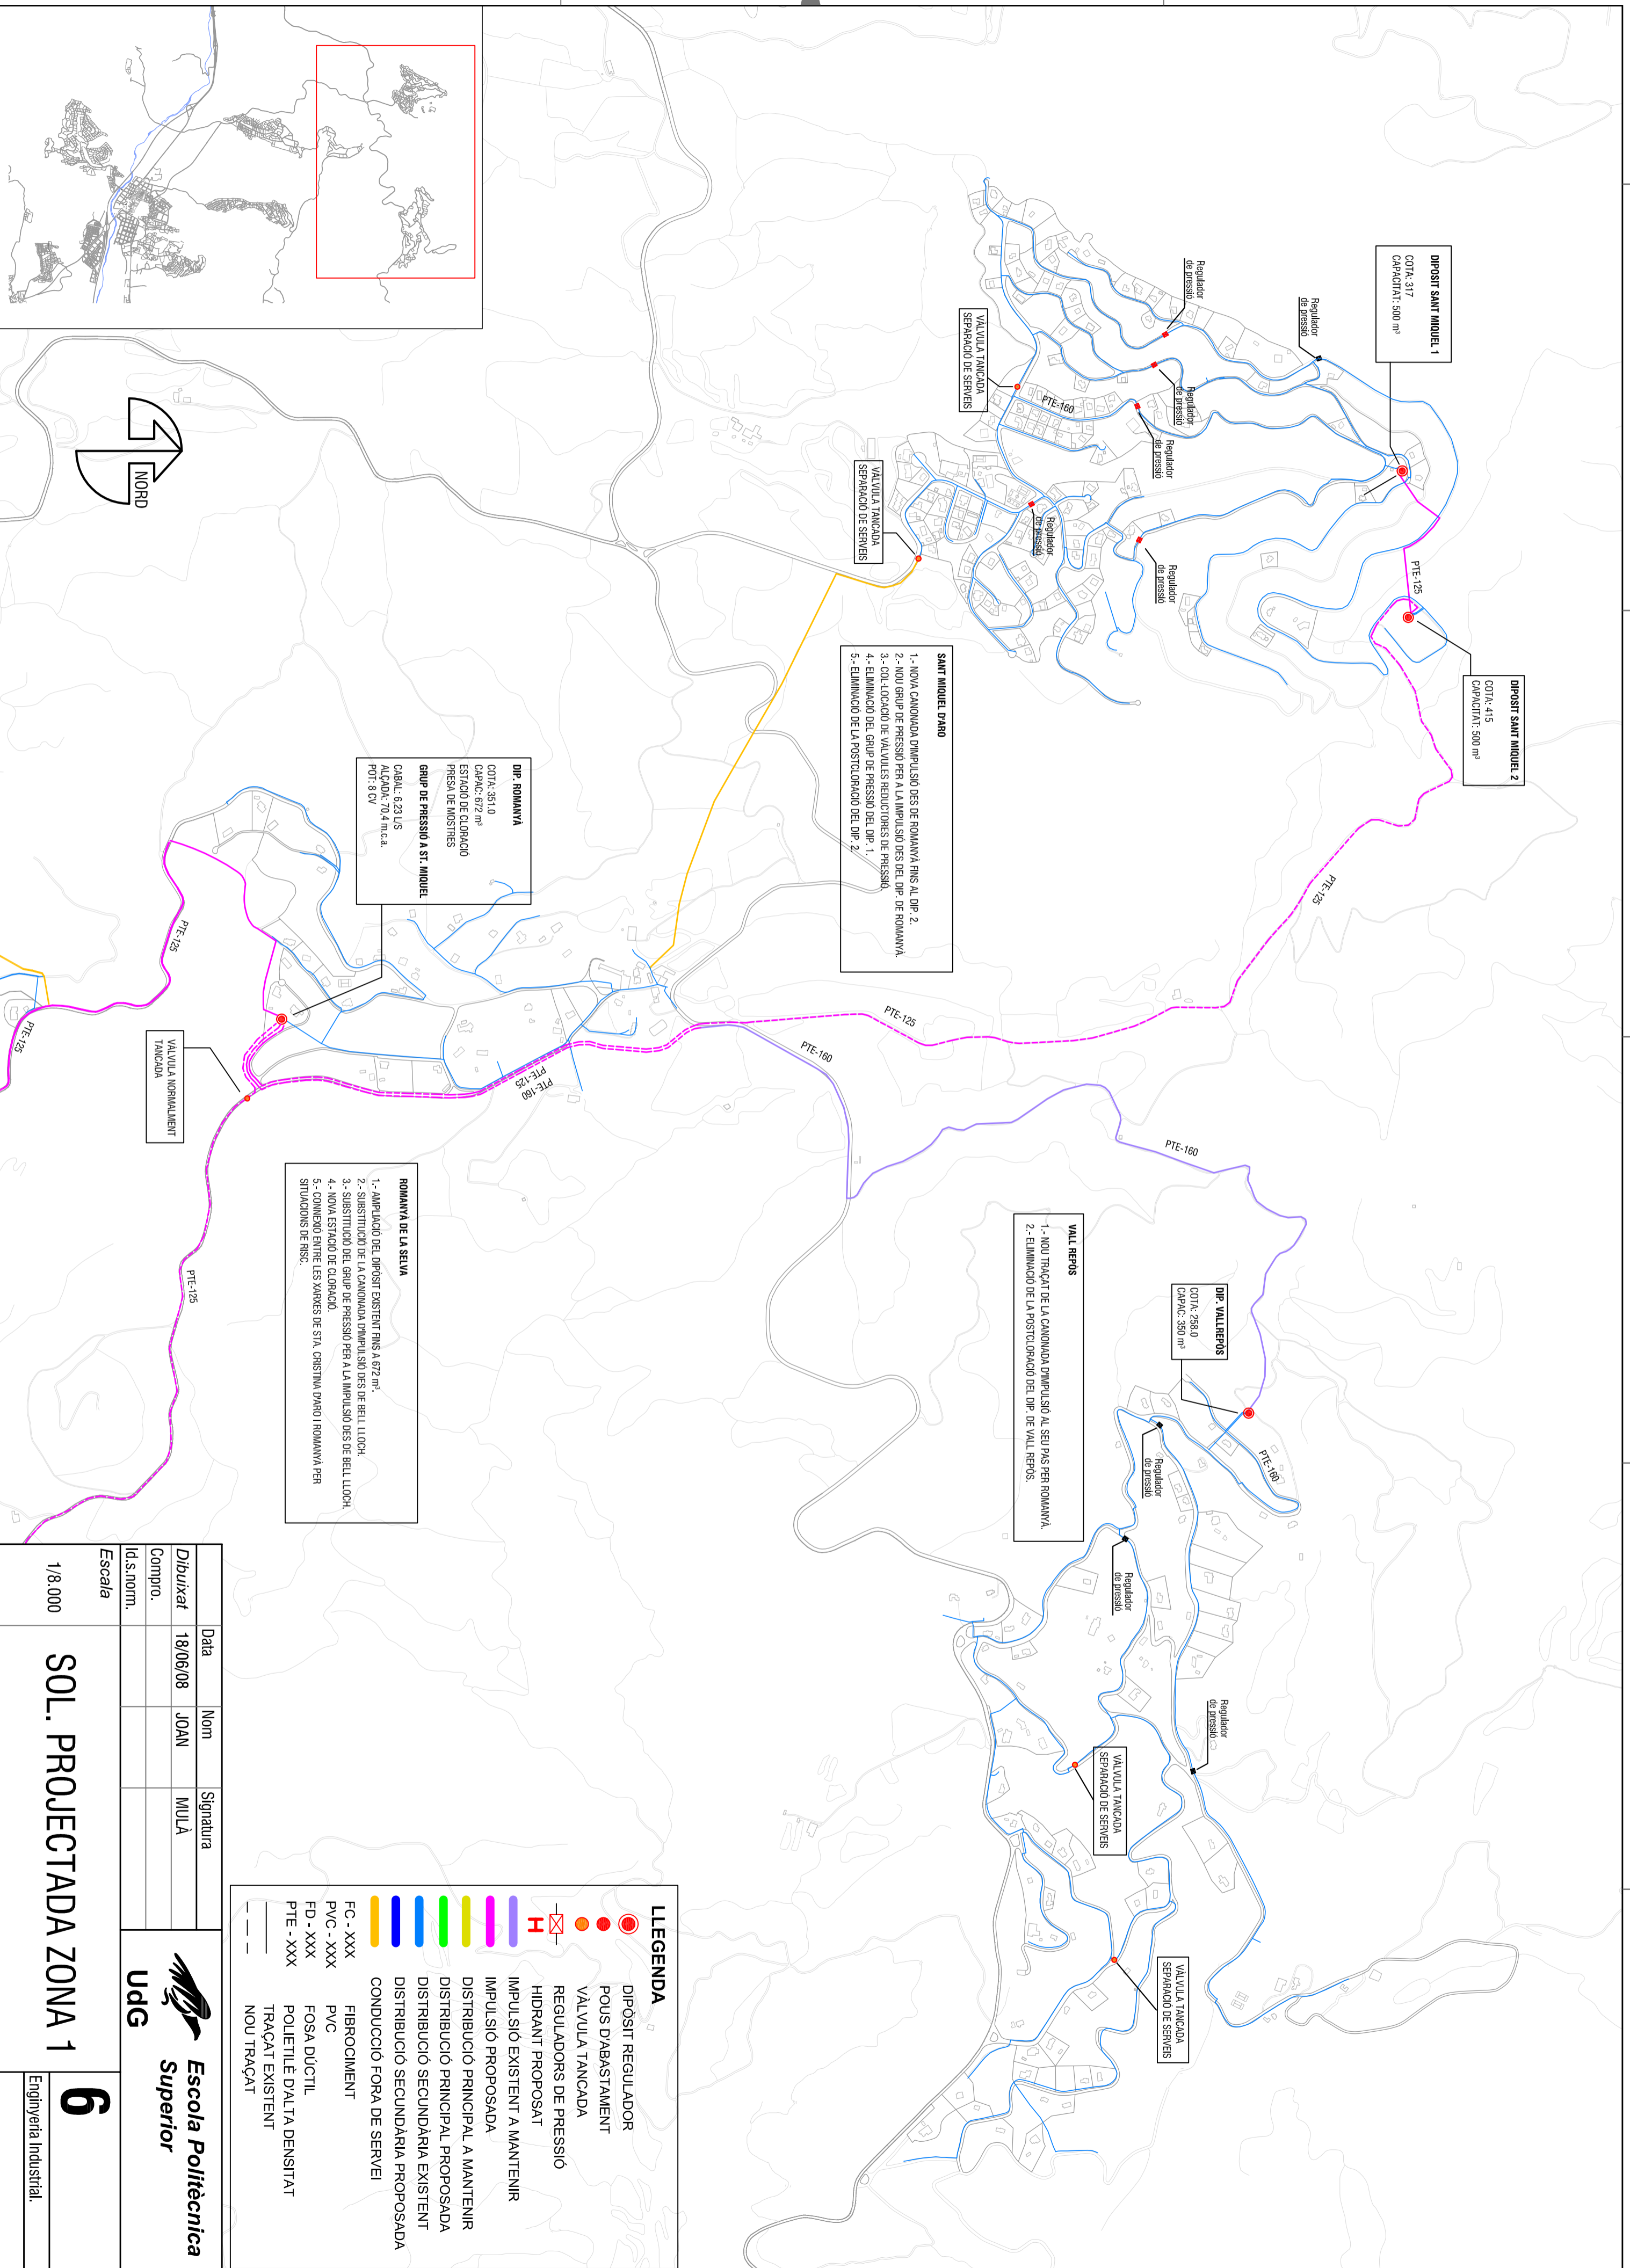 DIPOSIT SANT MIQUEL 1
COTA: 317
CAPACITAT: 500 m³
DIPOSIT SANT MIQUEL 2
COTA: 415
CAPACITAT: 500 m³
Regulador
de pressió
Regulador
de pressió
Regulador
de pressió
Regulador
de pressió
Regulador
de pressió
Regulador
de pressió
VÀLVULA TANCADA
SEPARACIÓ DE SERVEIS
VÀLVULA TANCADA
SEPARACIÓ DE SERVEIS
PTE-160
PTE-125
PTE-125
PTE-125
SANT MIQUEL D'ARO
1.- NOVA CANONADA D'IMPULSIÓ DES DE ROMANYÀ FINS AL DIP. 2.
2.- NOU GRUP DE PRESSIÓ PER A LA IMPULSIÓ DES DEL DIP. DE ROMANYÀ.
3.- COL·LOCACIÓ DE VÀLVULES REDUCTORES DE PRESSIÓ.
4.- ELIMINACIÓ DEL GRUP DE PRESSIÓ DEL DIP. 1.
5.- ELIMINACIÓ DE LA POSTCLORACIÓ DEL DIP. 2.
DIP. ROMANYÀ
COTA: 351.0
CAPAC: 672 m³
ESTACIÓ DE CLORACIÓ
PRESA DE MOSTRES
GRUP DE PRESSIÓ A ST. MIQUEL
CABAL: 6,23 L/S
ALÇADA: 70,4 m.c.a.
POT: 8 CV
NORD
PTE-125
PTE-125
VÀLVULA NORMALMENT
TANCADA
PTE-160
PTE-125
PTE-160
PTE-160
PTE-125
VALL REPÒS
1.- NOU TRAÇAT DE LA CANONADA D'IMPULSIÓ AL SEU PAS PER ROMANYÀ.
2.- ELIMINACIÓ DE LA POSTCLORACIÓ DEL DIP. DE VALL REPÒS.
DIP. VALLREPÒS
COTA: 258.0
CAPAC: 350 m³
PTE-160
Regulador
de pressió
Regulador
de pressió
Regulador
de pressió
VÀLVULA TANCADA
SEPARACIÓ DE SERVEIS
VÀLVULA TANCADA
SEPARACIÓ DE SERVEIS
ROMANYÀ DE LA SELVA
1.- AMPLIACIÓ DEL DIPÒSIT EXISTENT FINS A 672 m³.
2.- SUBSTITUCIÓ DE LA CANONADA D'IMPULSIÓ DES DE BELL LLOCH.
3.- SUBSTITUCIÓ DEL GRUP DE PRESSIÓ PER A LA IMPULSIÓ DES DE BELL LLOCH.
4.- NOVA ESTACIÓ DE CLORACIÓ.
5.- CONNEXIÓ ENTRE LES XARXES DE STA. CRISTINA D'ARO I ROMANYÀ PER
SITUACIONS DE RISC.
LLEGENDA
DIPÒSIT REGULADOR
POUS D'ABASTAMENT
VÀLVULA TANCADA
REGULADORS DE PRESSIÓ
H HIDRANT PROPOSAT
IMPULSIÓ EXISTENT A MANTENIR
IMPULSIÓ PROPOSADA
DISTRIBUCIÓ PRINCIPAL A MANTENIR
DISTRIBUCIÓ PRINCIPAL PROPOSADA
DISTRIBUCIÓ SECUNDÀRIA EXISTENT
DISTRIBUCIÓ SECUNDÀRIA PROPOSADA
CONDUCCIÓ FORA DE SERVEI
FC - XXX FIBROCIMENT
PVC - XXX PVC
FD - XXX FOSA DÚCTIL
PTE - XXX POLIETILÈ D'ALTA DENSITAT
TRAÇAT EXISTENT
NOU TRAÇAT
Data Nom Signatura
Dibuixat 18/06/08 JOAN MULÀ
Compro.
Id.s.norm.
Escala
1/8.000
SOL. PROJECTADA ZONA 1
UdG
Escola Politècnica
Superior
6
Enginyeria Industrial.